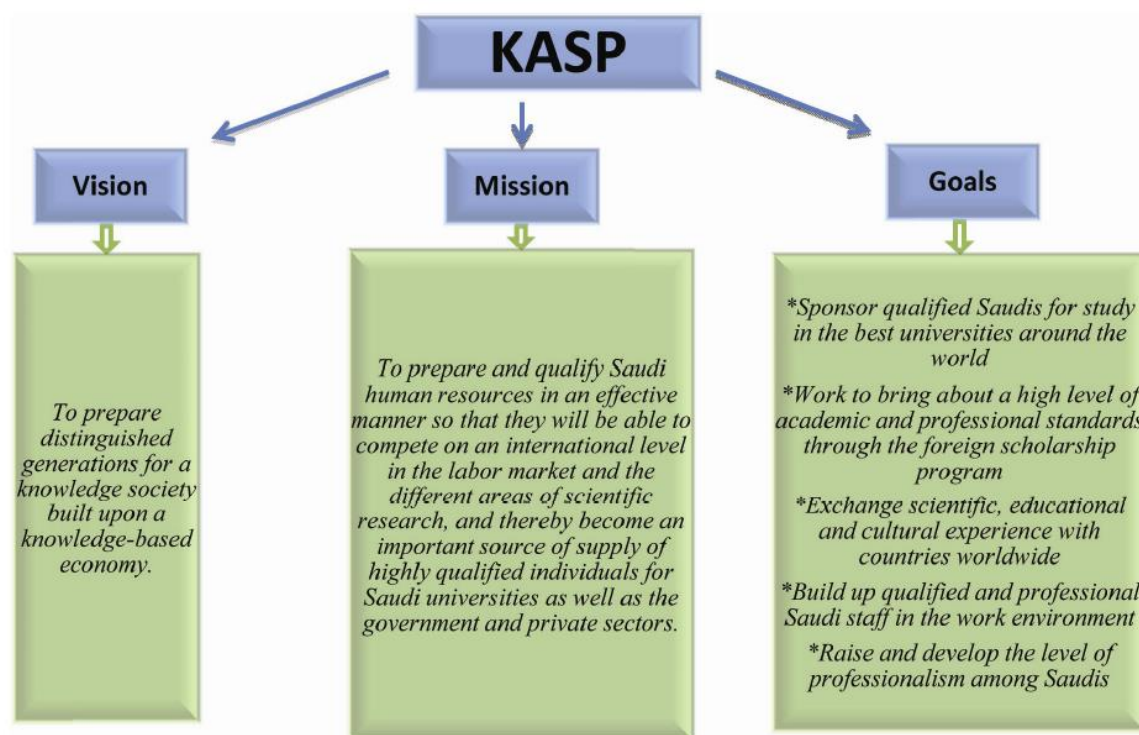 KASP
Vision
Mission
Goals
To prepare
distinguished
generations for a
knowledge society
built upon a
knowledge-based
economy.
To prepare and qualify Saudi
human resources in an effective
manner so that they will be able to
compete on an international level
in the labor market and the
different areas of scientific
research, and thereby become an
important source of supply of
highly qualified individuals for
Saudi universities as well as the
government and private sectors.
*Sponsor qualified Saudis for study
in the best universities around the
world
*Work to bring about a high level of
academic and professional standards
through the foreign scholarship
program
*Exchange scientific, educational
and cultural experience with
countries worldwide
*Build up qualified and professional
Saudi staff in the work environment
*Raise and develop the level of
professionalism among Saudis